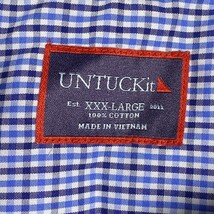 UNTUCKit
Est. XXX-LARGE 2011
100% COTTON
MADE IN VIETNAM